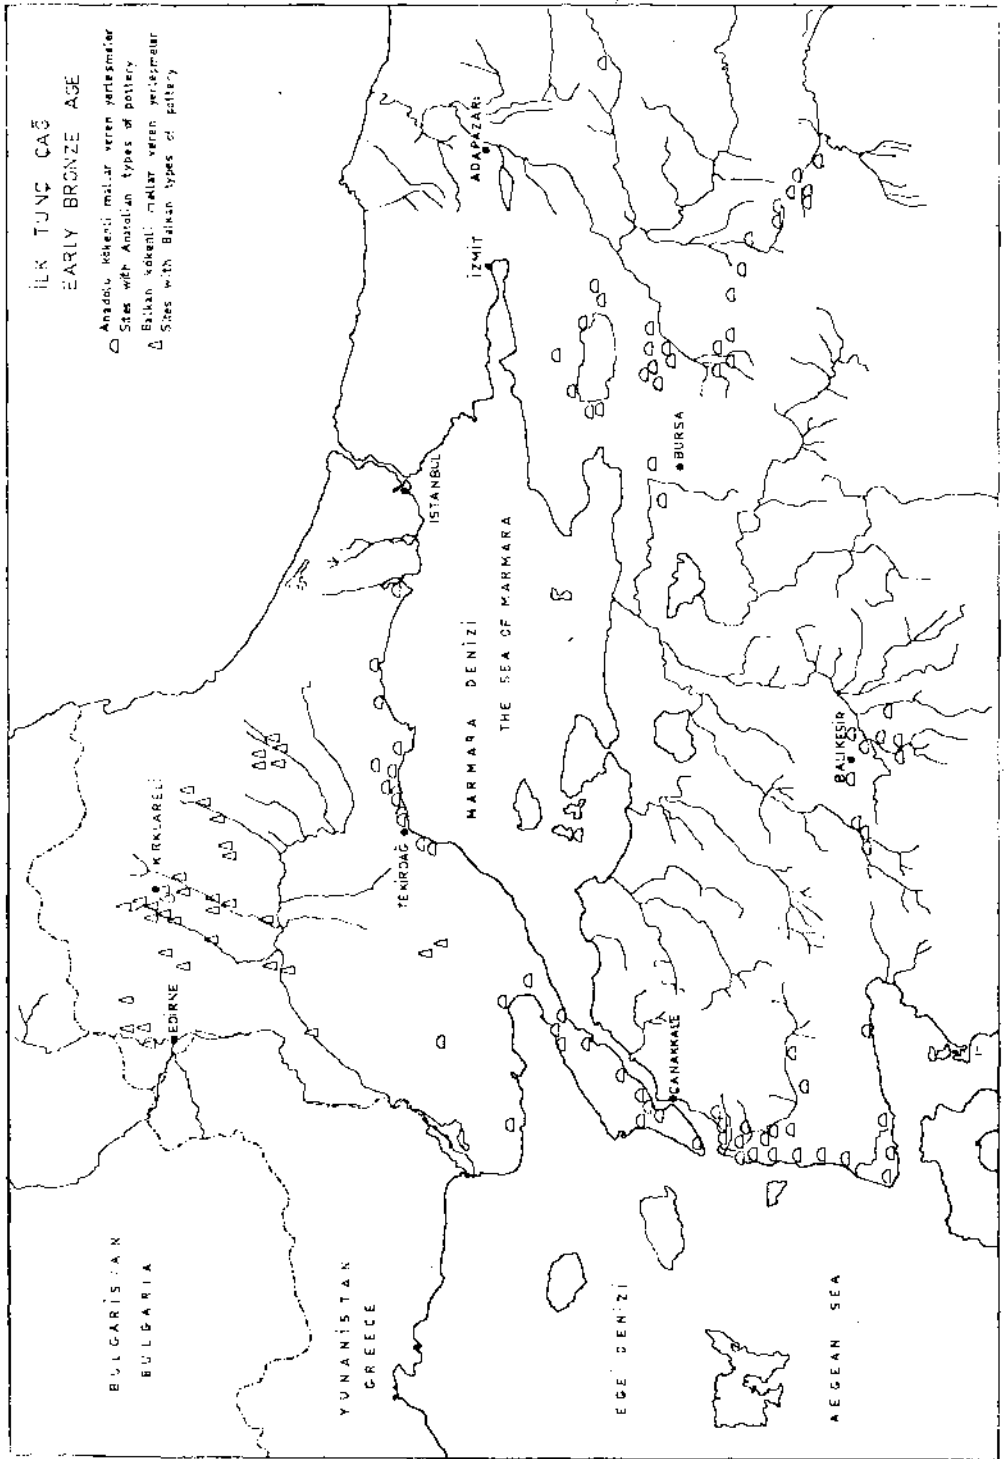 İLK TUNÇ ÇAĞ
EARLY BRONZE AGE
Anadolu kökenli mallar veren yerleşmeler
Sites with Anatolian types of pottery
Balkan kökenli mallar veren yerleşmeler
Sites with Balkan types of pottery
BULGARİSTAN
BULGARIA
YUNANİSTAN
GREECE
EDİRNE
KIRKLARELİ
TEKİRDAĞ
İSTANBUL
İZMİT
ADAPAZARI
MARMARA DENİZİ
THE SEA OF MARMARA
BURSA
ÇANAKKALE
BALIKESİR
EGE DENİZİ
AEGEAN SEA